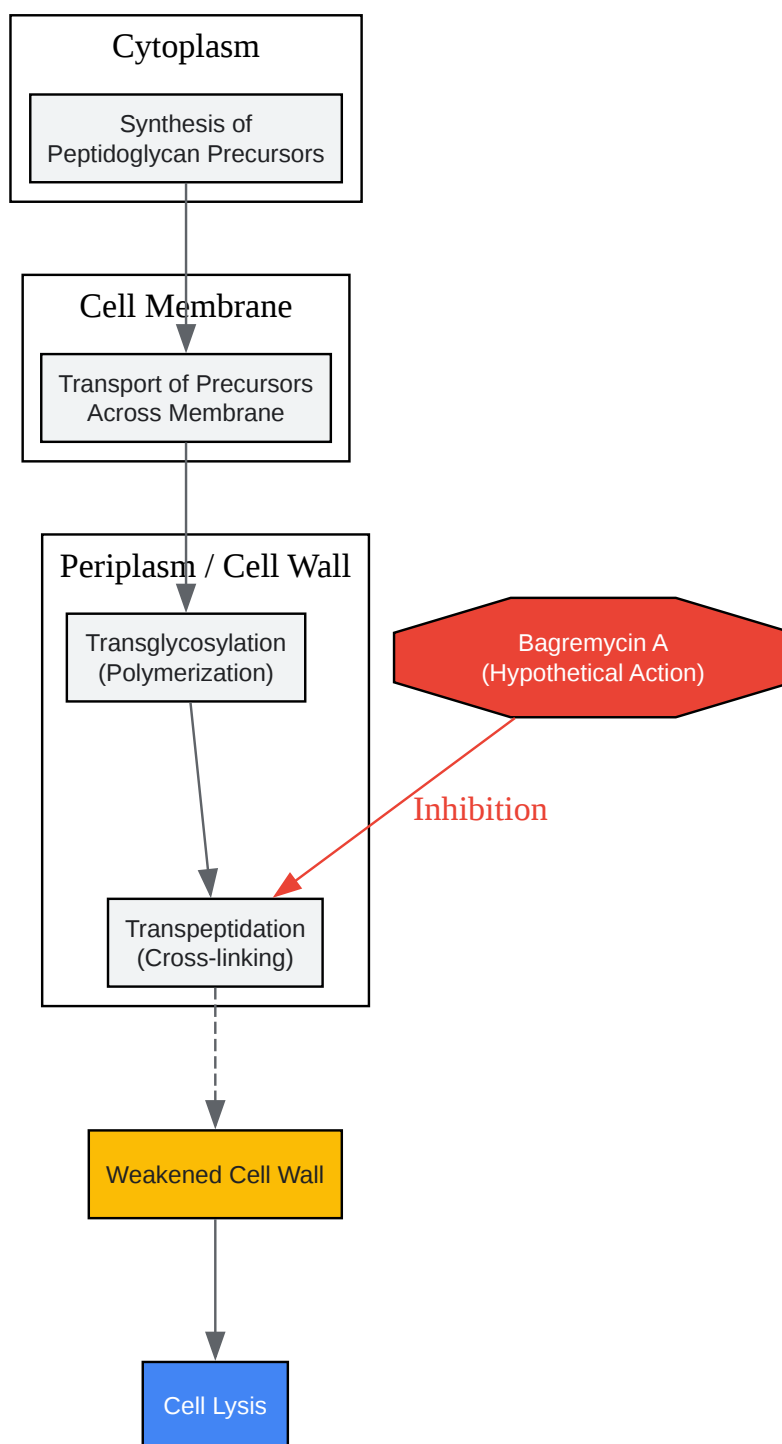 Cytoplasm
Synthesis of
Peptidoglycan Precursors
Cell Membrane
Transport of Precursors
Across Membrane
Periplasm / Cell Wall
Transglycosylation
(Polymerization)
Bagremycin A
(Hypothetical Action)
Inhibition
Transpeptidation
(Cross-linking)
Weakened Cell Wall
Cell Lysis